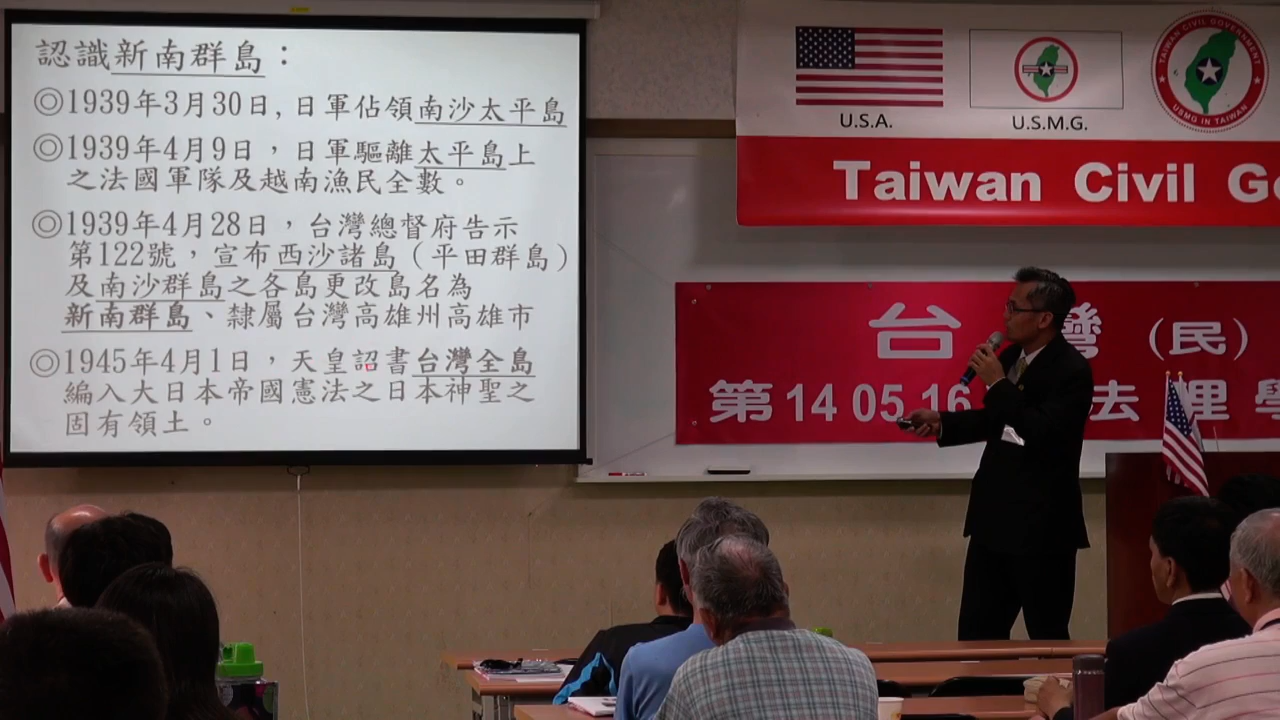 認識新南群島：
◎1939年3月30日, 日軍佔領南沙太平島
◎1939年4月9日，日軍驅離太平島上
之法國軍隊及越南漁民全數。
◎1939年4月28日，台灣總督府告示
第122號，宣布西沙諸島（平田群島）
及南沙群島之各島更改島名為
新南群島、隸屬台灣高雄州高雄市
◎1945年4月1日，天皇詔書台灣全島
編入大日本帝國憲法之日本神聖之
固有領土。
U.S.A.
U.S.M.G.
TAIWAN CIVIL GOVERNMENT
USMG IN TAIWAN
Taiwan Civil Go
台灣（民）
第14 05.16 法理學